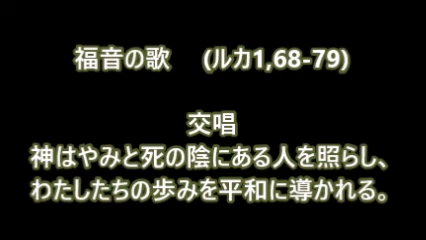 福音の歌　(ルカ1,68-79)
交唱
神はやみと死の陰にある人を照らし、
わたしたちの歩みを平和に導かれる。